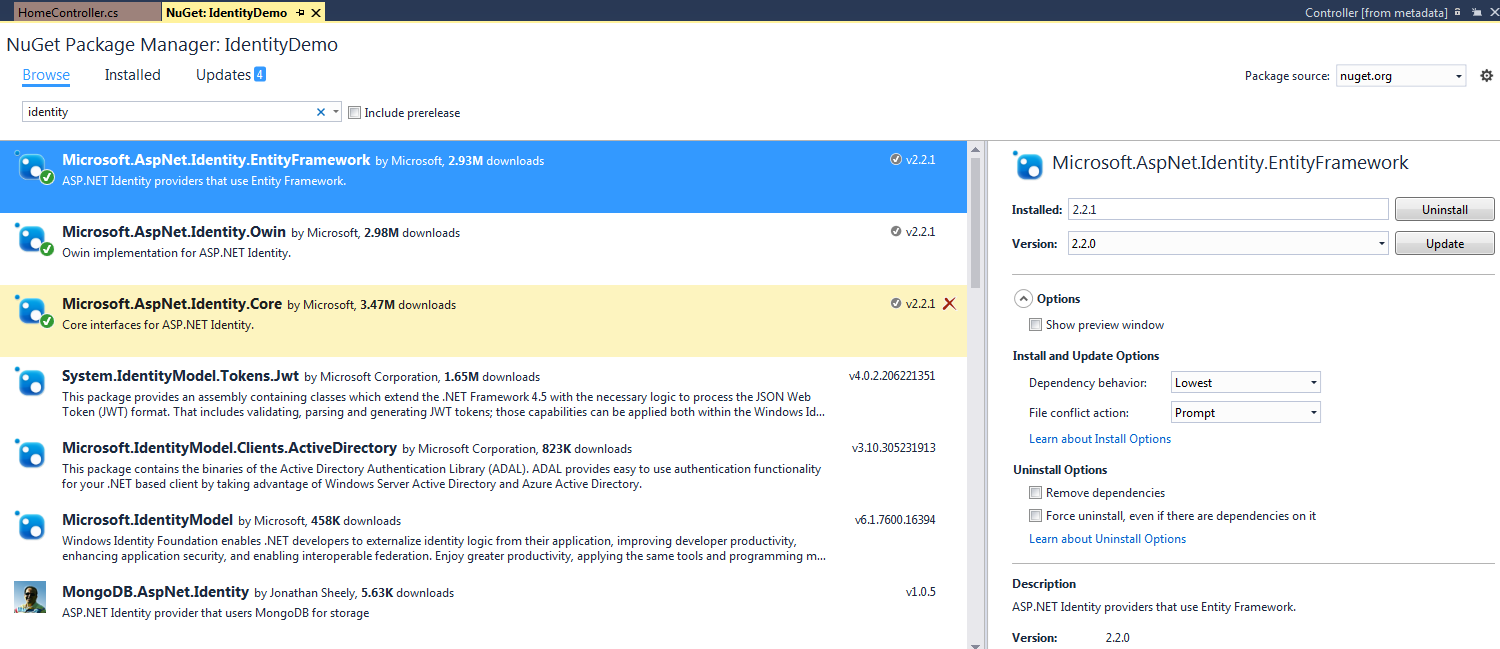 HomeController.cs
NuGet: IdentityDemo
Controller [from metadata]
NuGet Package Manager: IdentityDemo
Browse
Installed
Updates 4
Package source: nuget.org
identity
Include prerelease
Microsoft.AspNet.Identity.EntityFramework by Microsoft, 2.93M downloads
v2.2.1
ASP.NET Identity providers that use Entity Framework.
Microsoft.AspNet.Identity.Owin by Microsoft, 2.98M downloads
v2.2.1
Owin implementation for ASP.NET Identity.
Microsoft.AspNet.Identity.Core by Microsoft, 3.47M downloads
v2.2.1
Core interfaces for ASP.NET Identity.
System.IdentityModel.Tokens.Jwt by Microsoft Corporation, 1.65M downloads
v4.0.2.206221351
This package provides an assembly containing classes which extend the .NET Framework 4.5 with the necessary logic to process the JSON Web
Token (JWT) format. That includes validating, parsing and generating JWT tokens; those capabilities can be applied both within the Windows Id...
Microsoft.IdentityModel.Clients.ActiveDirectory by Microsoft Corporation, 823K downloads
v3.10.305231913
This package contains the binaries of the Active Directory Authentication Library (ADAL). ADAL provides easy to use authentication functionality
for your .NET based client by taking advantage of Windows Server Active Directory and Azure Active Directory.
Microsoft.IdentityModel by Microsoft, 458K downloads
v6.1.7600.16394
Windows Identity Foundation enables .NET developers to externalize identity logic from their application, improving developer productivity,
enhancing application security, and enabling interoperable federation. Enjoy greater productivity, applying the same tools and programming m...
MongoDB.AspNet.Identity by Jonathan Sheely, 5.63K downloads
v1.0.5
ASP.NET Identity provider that users MongoDB for storage
Microsoft.AspNet.Identity.EntityFramework
Installed: 2.2.1
Uninstall
Version: 2.2.0
Update
Options
Show preview window
Install and Update Options
Dependency behavior: Lowest
File conflict action: Prompt
Learn about Install Options
Uninstall Options
Remove dependencies
Force uninstall, even if there are dependencies on it
Learn about Uninstall Options
Description
ASP.NET Identity providers that use Entity Framework.
Version: 2.2.0